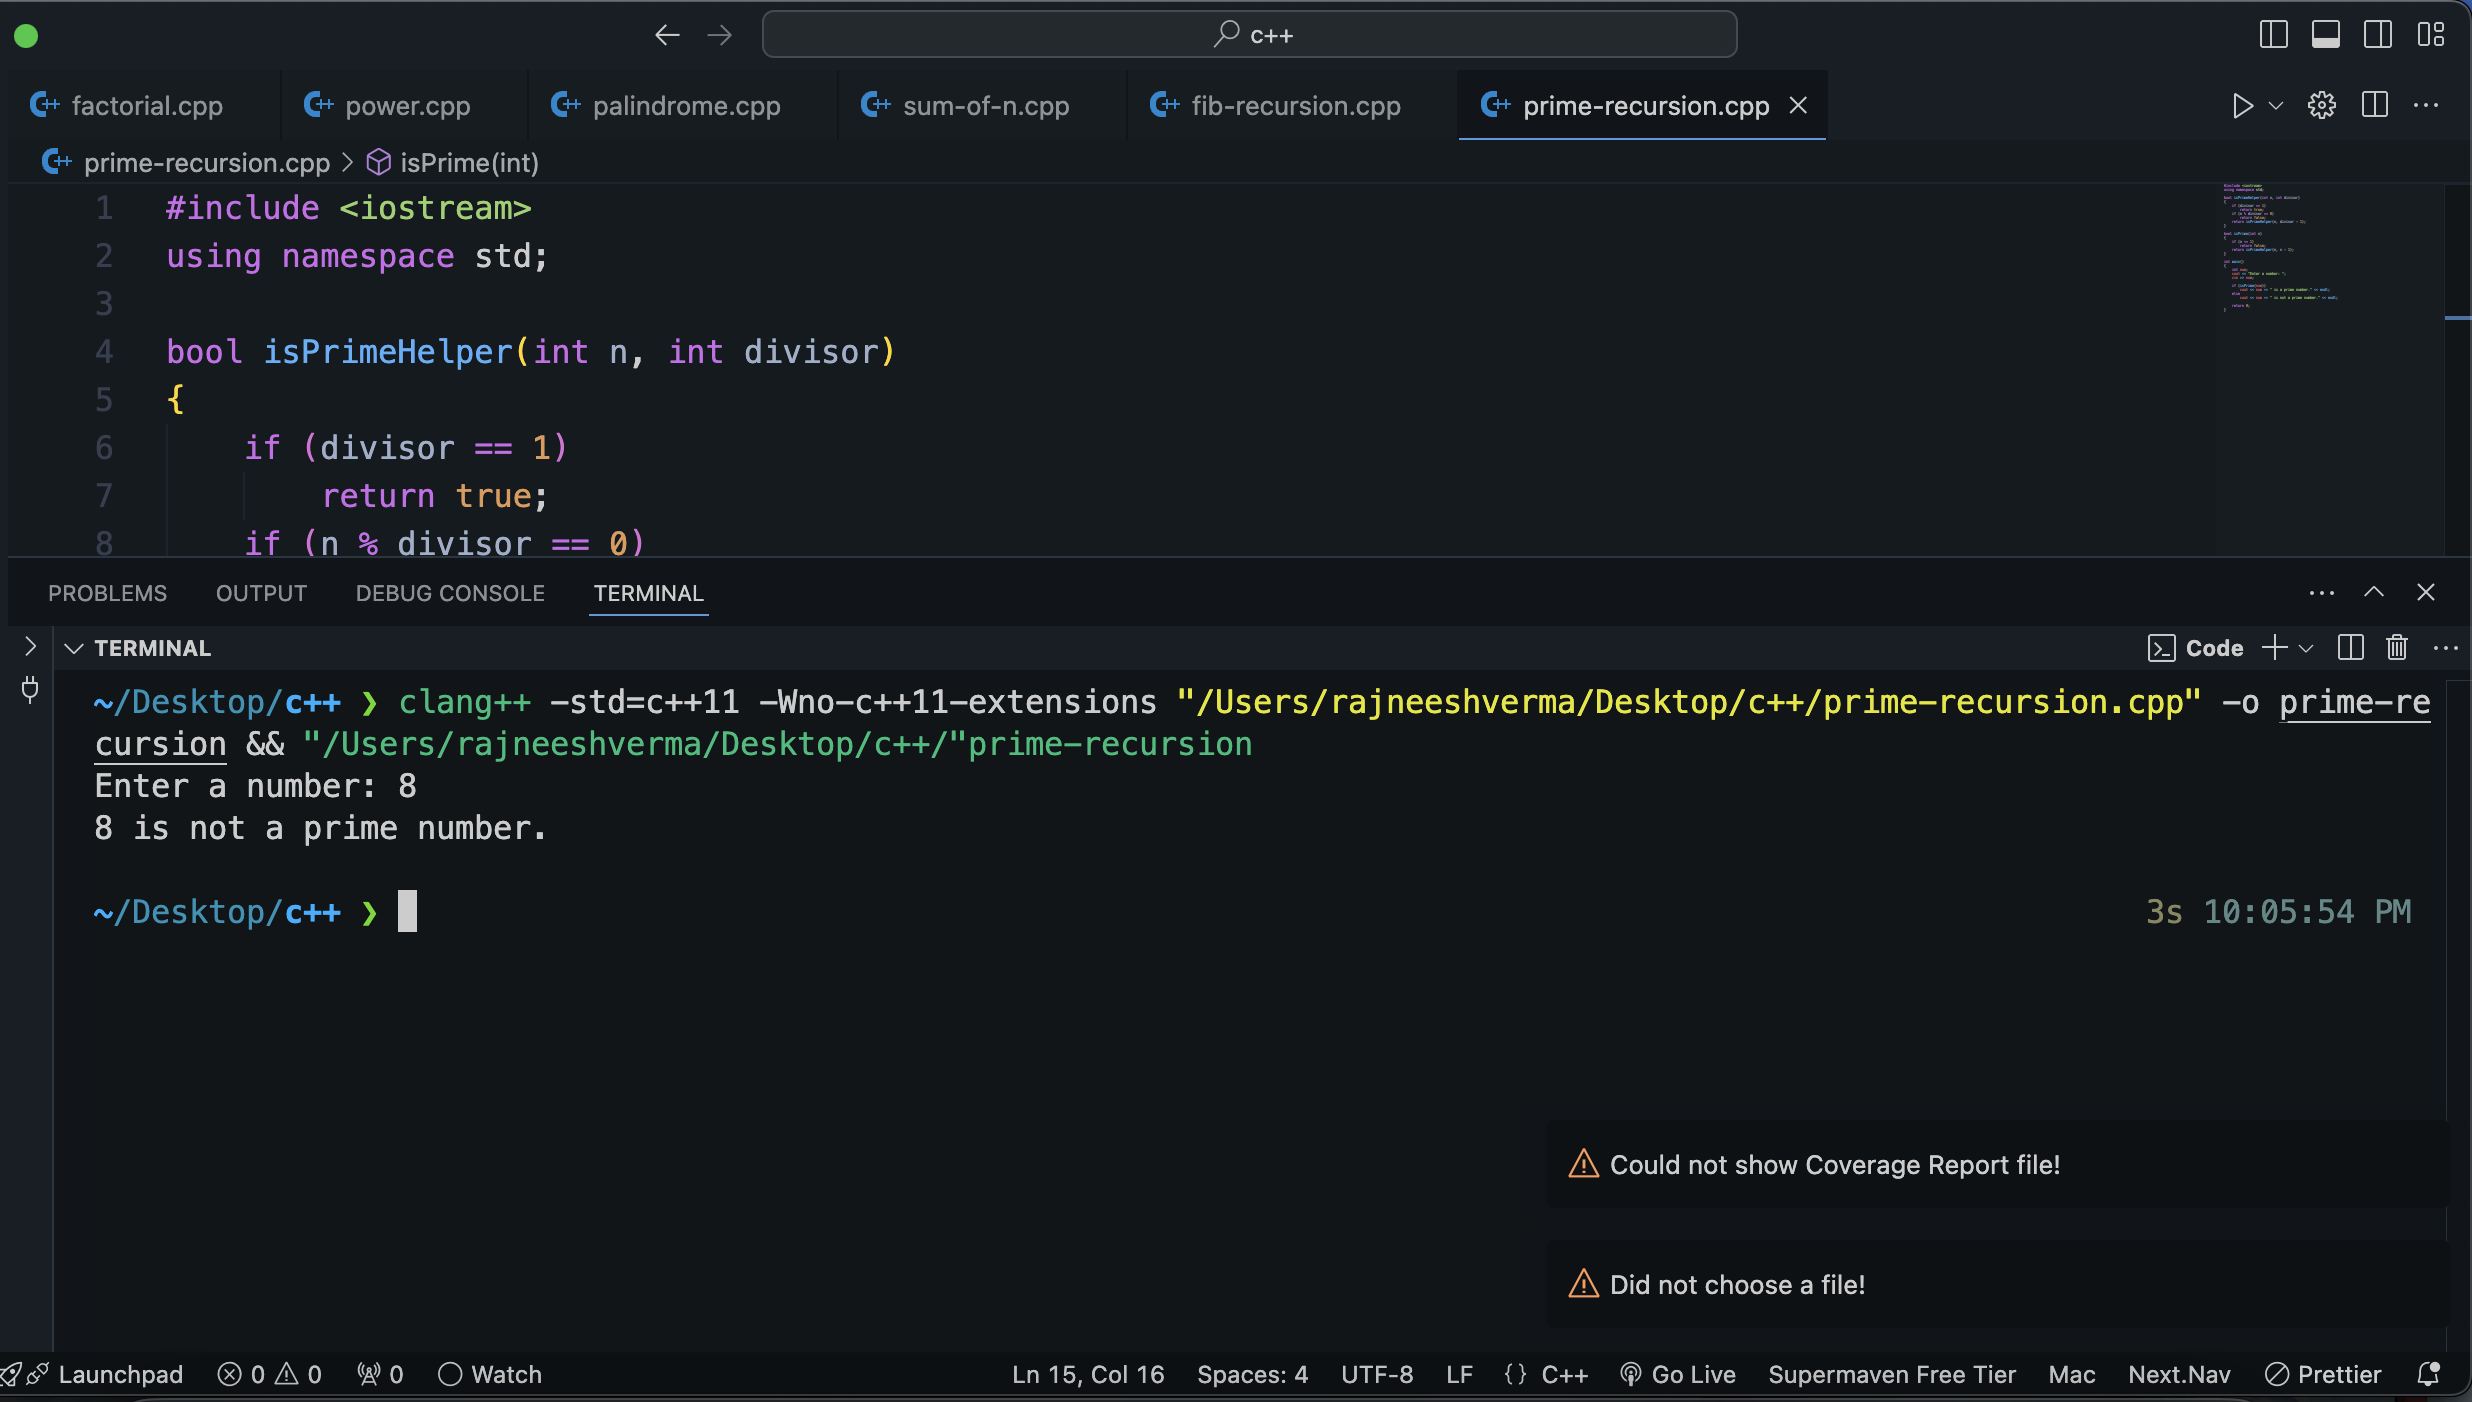 c++
factorial.cpp power.cpp palindrome.cpp sum-of-n.cpp fib-recursion.cpp prime-recursion.cpp
prime-recursion.cpp > isPrime(int)
1 #include <iostream>
2 using namespace std;
3
4 bool isPrimeHelper(int n, int divisor)
5 {
6 if (divisor == 1)
7 return true;
8 if (n % divisor == 0)
PROBLEMS OUTPUT DEBUG CONSOLE TERMINAL
TERMINAL Code
~/Desktop/c++ ❯ clang++ -std=c++11 -Wno-c++11-extensions "/Users/rajneeshverma/Desktop/c++/prime-recursion.cpp" -o prime-re
cursion && "/Users/rajneeshverma/Desktop/c++/"prime-recursion
Enter a number: 8
8 is not a prime number.
~/Desktop/c++ ❯ 3s 10:05:54 PM
Could not show Coverage Report file!
Did not choose a file!
Launchpad 0 0 0 Watch Ln 15, Col 16 Spaces: 4 UTF-8 LF {} C++ Go Live Supermaven Free Tier Mac Next.Nav Prettier